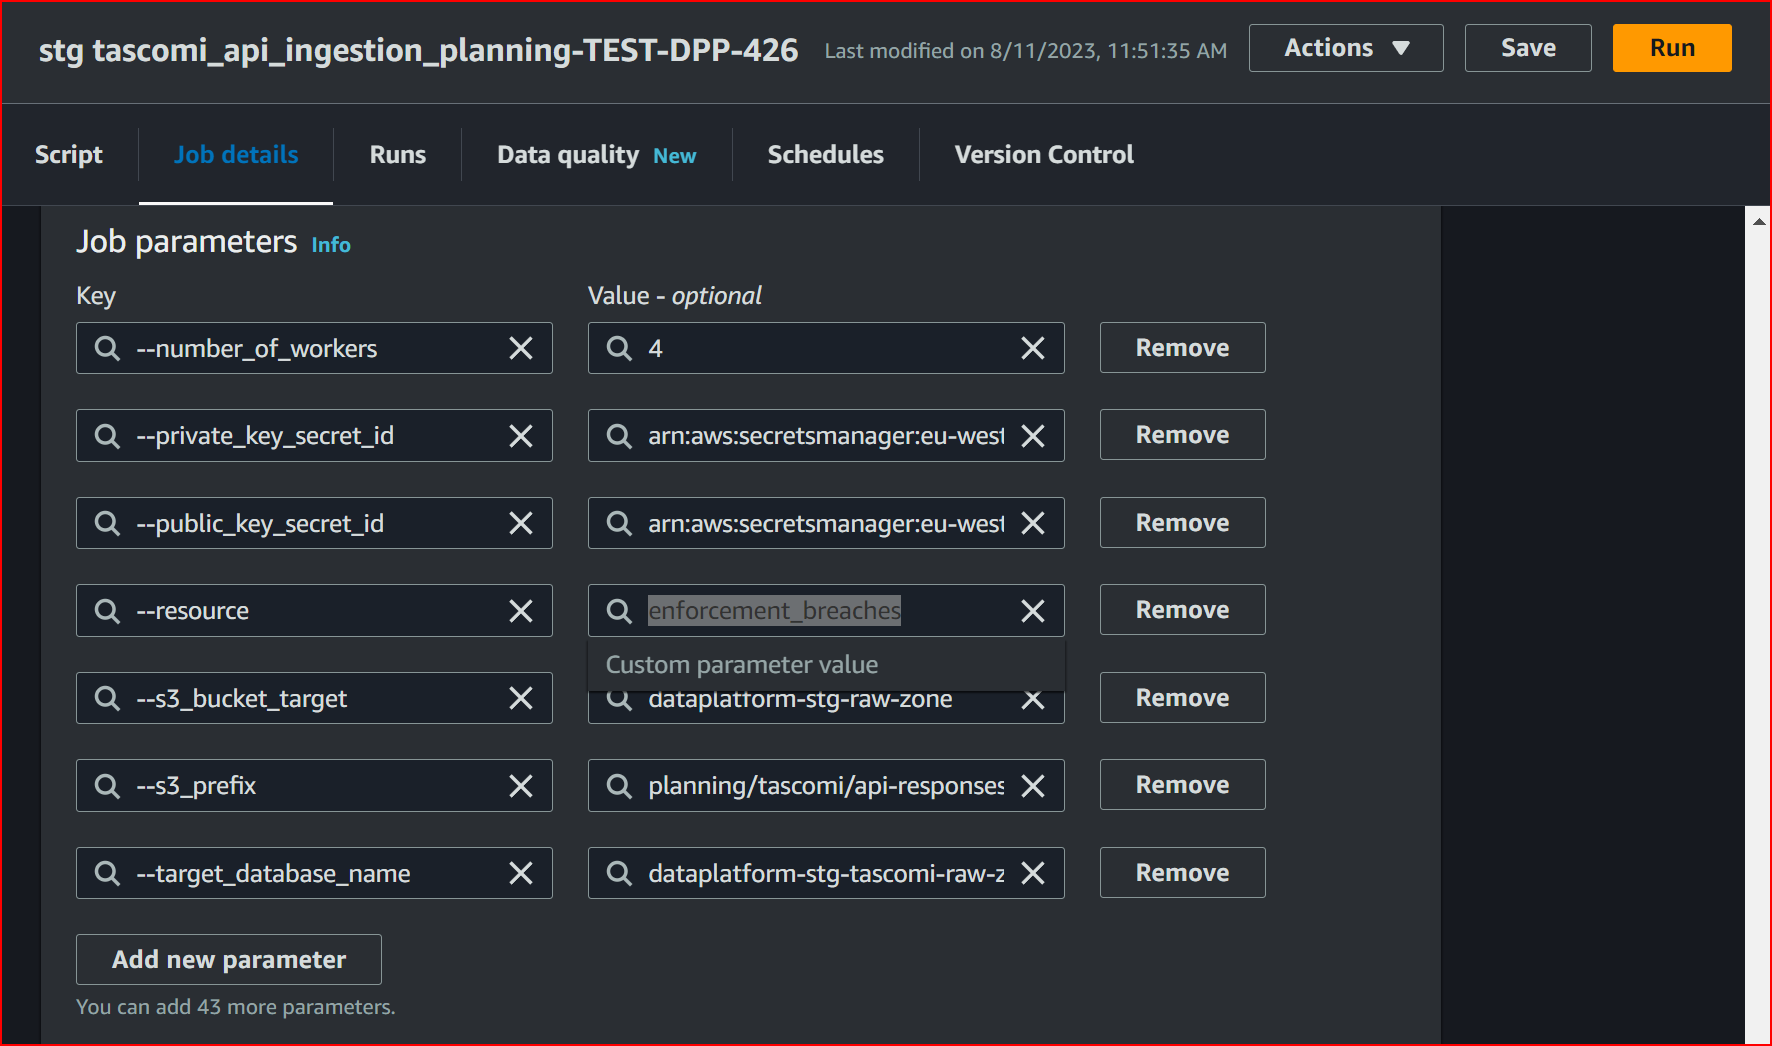 stg tascomi_api_ingestion_planning-TEST-DPP-426 Last modified on 8/11/2023, 11:51:35 AM Actions ▼ Save Run
Script Job details Runs Data quality New Schedules Version Control
Job parameters Info
Key Value - optional
--number_of_workers 4 Remove
--private_key_secret_id arn:aws:secretsmanager:eu-west Remove
--public_key_secret_id arn:aws:secretsmanager:eu-west Remove
--resource enforcement_breaches Remove
Custom parameter value
--s3_bucket_target dataplatform-stg-raw-zone Remove
--s3_prefix planning/tascomi/api-responses Remove
--target_database_name dataplatform-stg-tascomi-raw-z Remove
Add new parameter
You can add 43 more parameters.